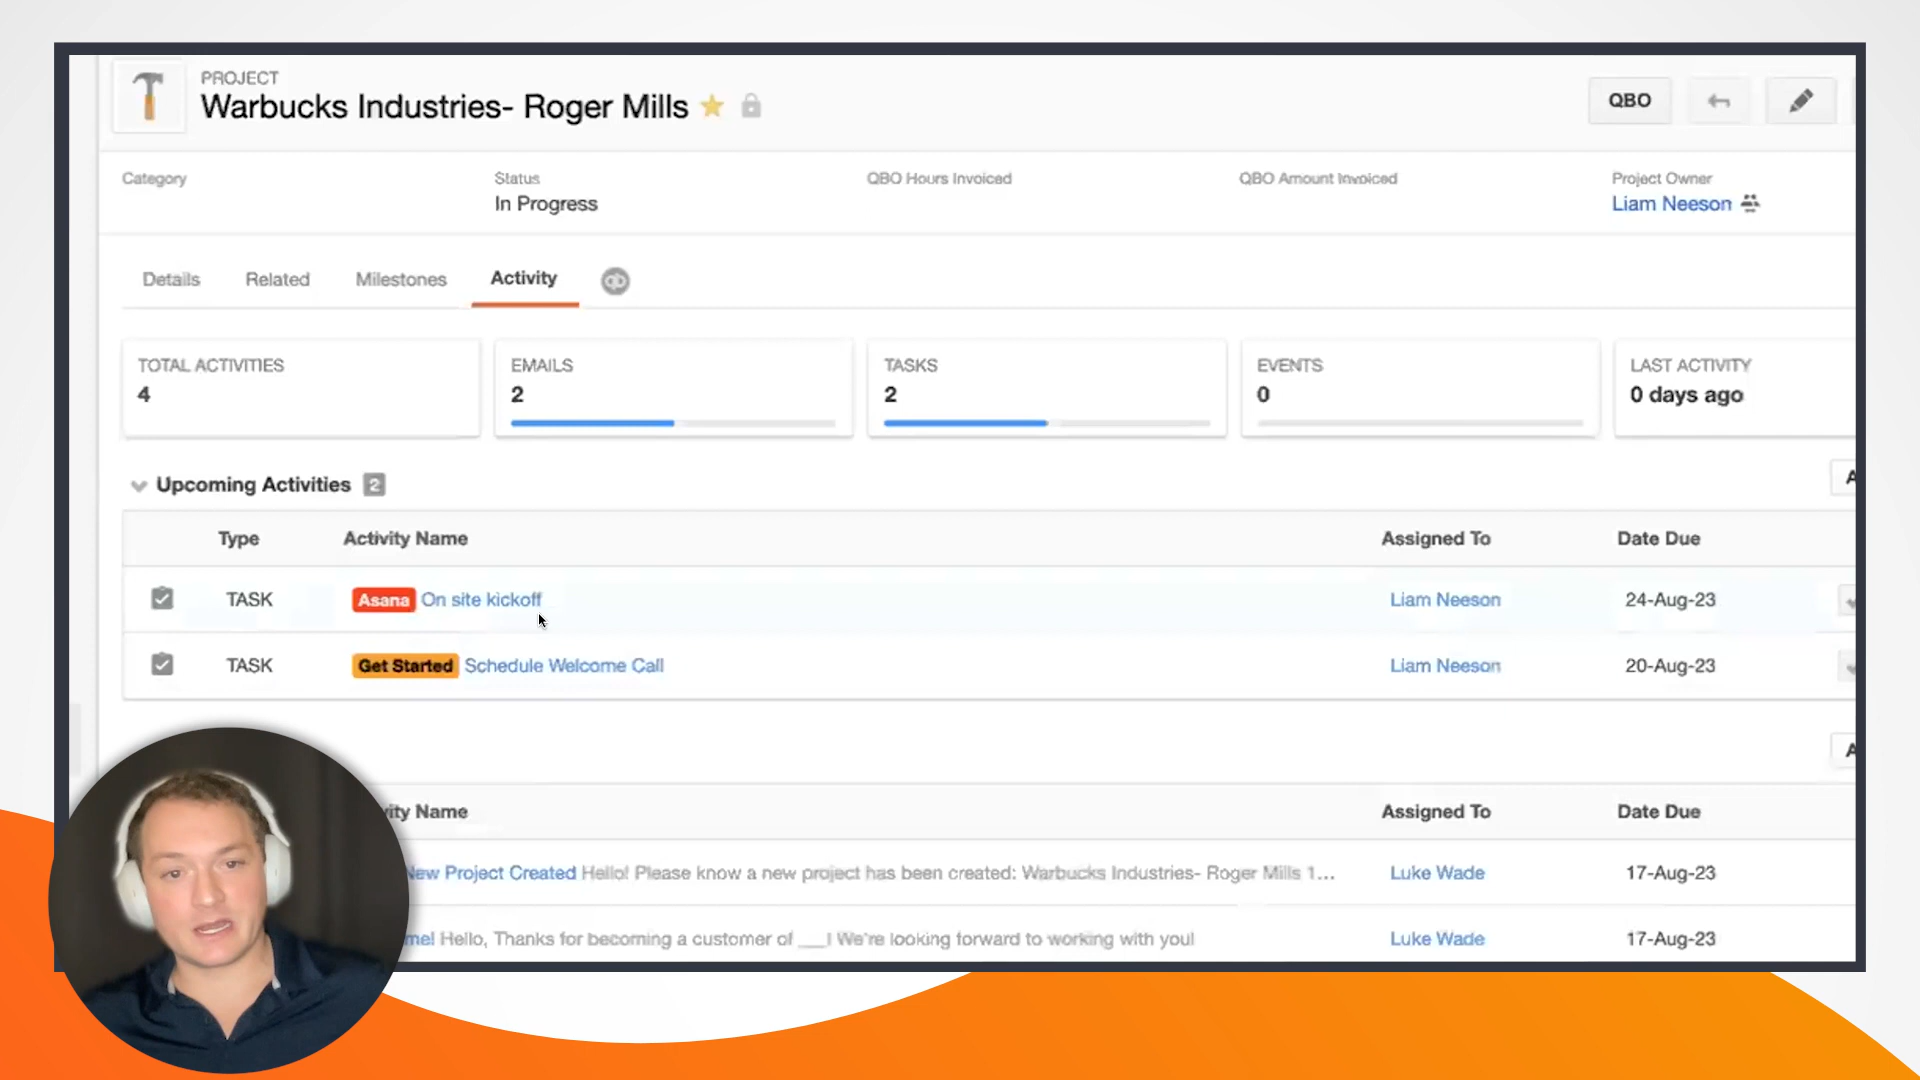 PROJECT
Warbucks Industries- Roger Mills
QBO
Category
Status
In Progress
QBO Hours Invoiced
QBO Amount Invoiced
Project Owner
Liam Neeson
Details Related Milestones Activity qb
TOTAL ACTIVITIES
4
EMAILS
2
TASKS
2
EVENTS
0
LAST ACTIVITY
0 days ago
Upcoming Activities 2
A
Type Activity Name Assigned To Date Due
TASK Asana On site kickoff Liam Neeson 24-Aug-23
TASK Get Started Schedule Welcome Call Liam Neeson 20-Aug-23
A
ity Name Assigned To Date Due
New Project Created Hello! Please know a new project has been created: Warbucks Industries- Roger Mills 1... Luke Wade 17-Aug-23
me! Hello, Thanks for becoming a customer of ___! We're looking forward to working with you! Luke Wade 17-Aug-23